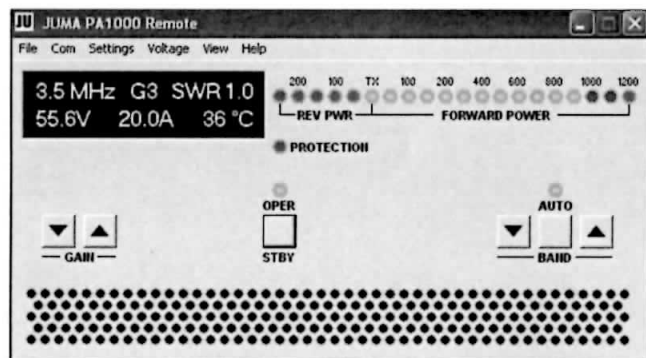 JU JUMA PA1000 Remote
File Com Settings Voltage View Help
3.5 MHz G3 SWR 1.0
55.6V 20.0A 36 °C
200 100 TX 100 200 400 600 800 1000 1200
REV PWR FORWARD POWER
PROTECTION
OPER AUTO
GAIN STBY BAND